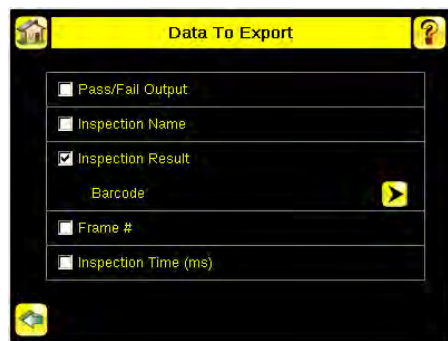 Data To Export
?
Pass/Fail Output
Inspection Name
Inspection Result
Barcode
Frame #
Inspection Time (ms)